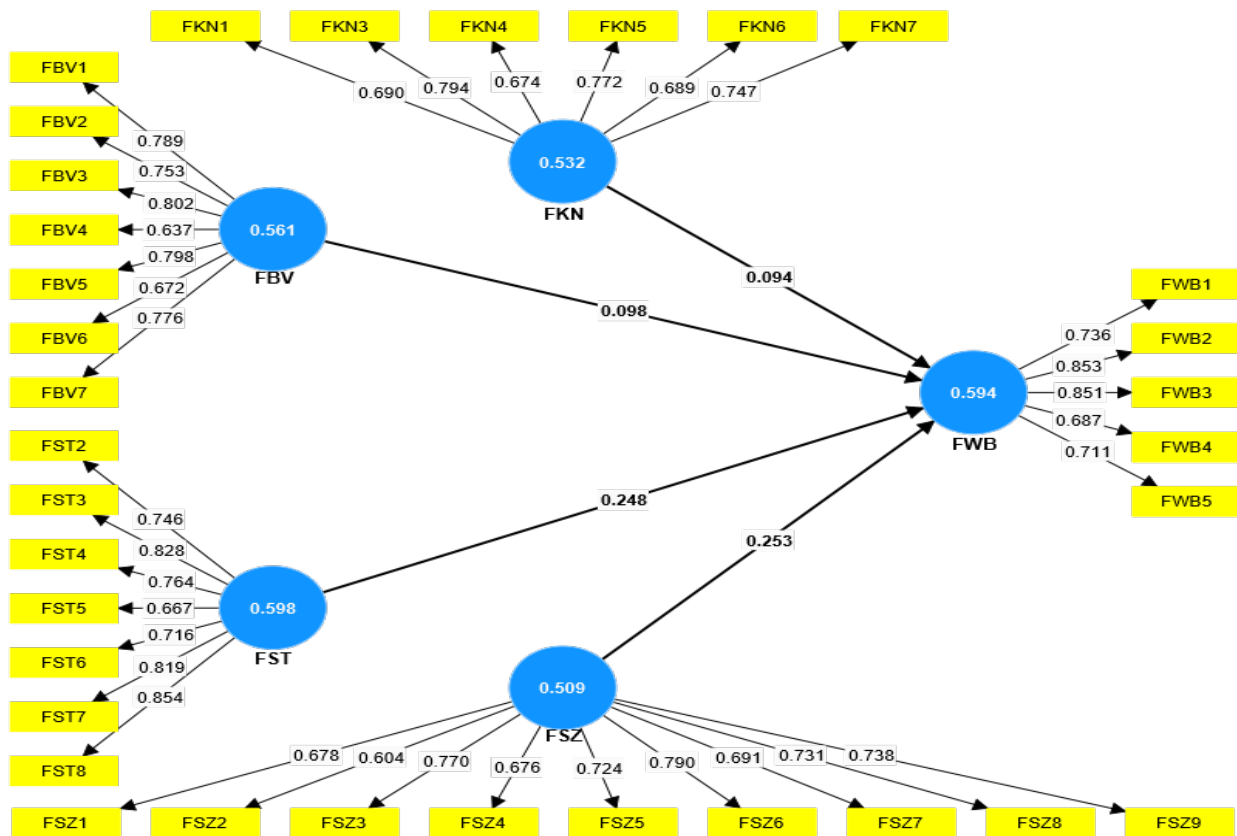 FKN1
FKN3
FKN4
FKN5
FKN6
FKN7
0.690
0.794
0.674
0.772
0.689
0.747
0.532
FKN
FBV1
FBV2
FBV3
FBV4
FBV5
FBV6
FBV7
0.789
0.753
0.802
0.637
0.798
0.672
0.776
0.561
FBV
0.094
0.098
0.248
0.253
FWB1
FWB2
FWB3
FWB4
FWB5
0.736
0.853
0.851
0.687
0.711
0.594
FWB
FST2
FST3
FST4
FST5
FST6
FST7
FST8
0.746
0.828
0.764
0.667
0.716
0.819
0.854
0.598
FST
0.509
FSZ
0.678
0.604
0.770
0.676
0.724
0.790
0.691
0.731
0.738
FSZ1
FSZ2
FSZ3
FSZ4
FSZ5
FSZ6
FSZ7
FSZ8
FSZ9